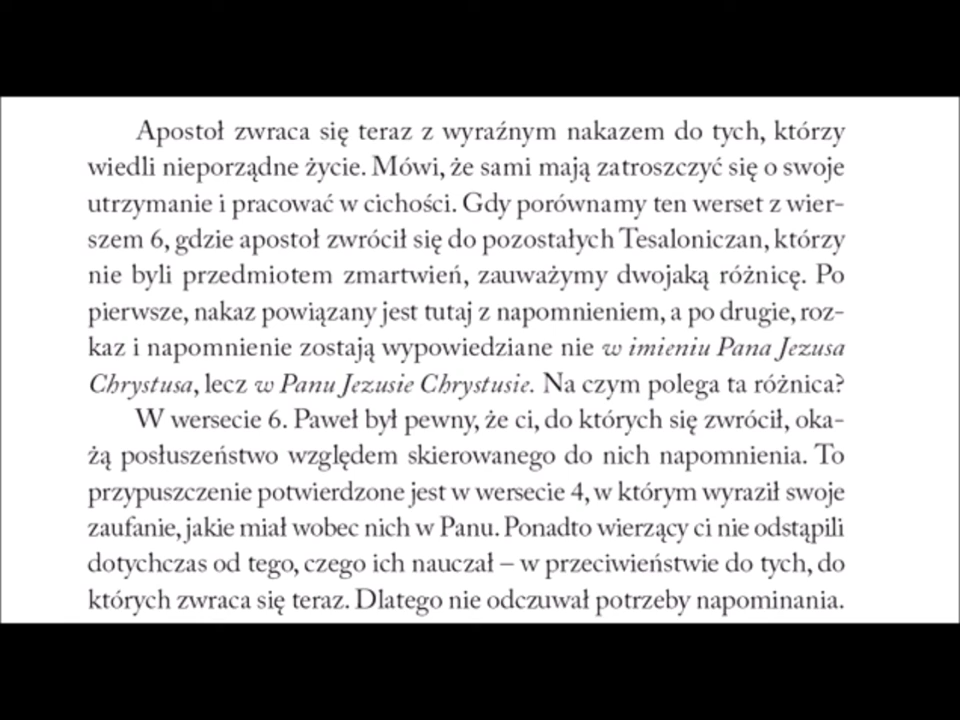 Apostoł zwraca się teraz z wyraźnym nakazem do tych, którzy
wiedli nieporządne życie. Mówi, że sami mają zatroszczyć się o swoje
utrzymanie i pracować w cichości. Gdy porównamy ten werset z wier-
szem 6, gdzie apostoł zwrócił się do pozostałych Tesaloniczan, którzy
nie byli przedmiotem zmartwień, zauważymy dwojaką różnicę. Po
pierwsze, nakaz powiązany jest tutaj z napomnieniem, a po drugie, roz-
kaz i napomnienie zostają wypowiedziane nie w imieniu Pana Jezusa
Chrystusa, lecz w Panu Jezusie Chrystusie. Na czym polega ta różnica?
W wersecie 6. Paweł był pewny, że ci, do których się zwrócił, oka-
żą posłuszeństwo względem skierowanego do nich napomnienia. To
przypuszczenie potwierdzone jest w wersecie 4, w którym wyraził swoje
zaufanie, jakie miał wobec nich w Panu. Ponadto wierzący ci nie odstąpili
dotychczas od tego, czego ich nauczał – w przeciwieństwie do tych, do
których zwraca się teraz. Dlatego nie odczuwał potrzeby napominania.